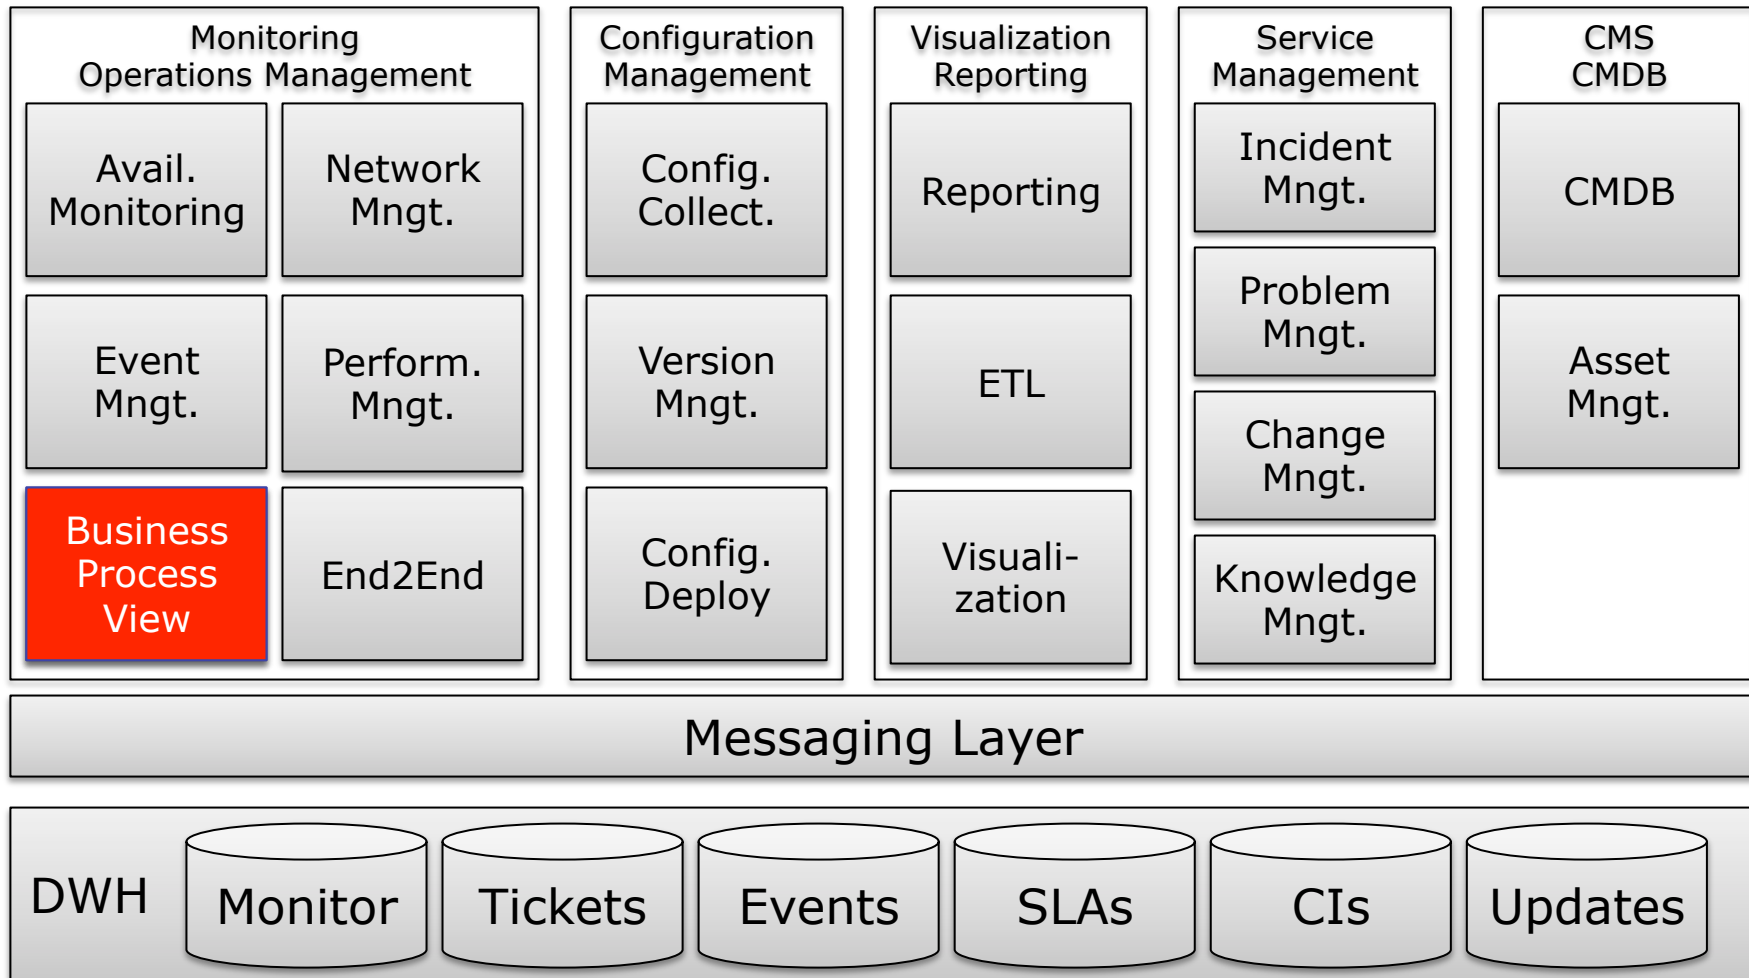 Monitoring
Operations Management
Avail.
Monitoring
Network
Mngt.
Event
Mngt.
Perform.
Mngt.
Business
Process
View
End2End
Configuration
Management
Config.
Collect.
Version
Mngt.
Config.
Deploy
Visualization
Reporting
Reporting
ETL
Visuali-
zation
Service
Management
Incident
Mngt.
Problem
Mngt.
Change
Mngt.
Knowledge
Mngt.
CMS
CMDB
CMDB
Asset
Mngt.
Messaging Layer
DWH
Monitor
Tickets
Events
SLAs
CIs
Updates